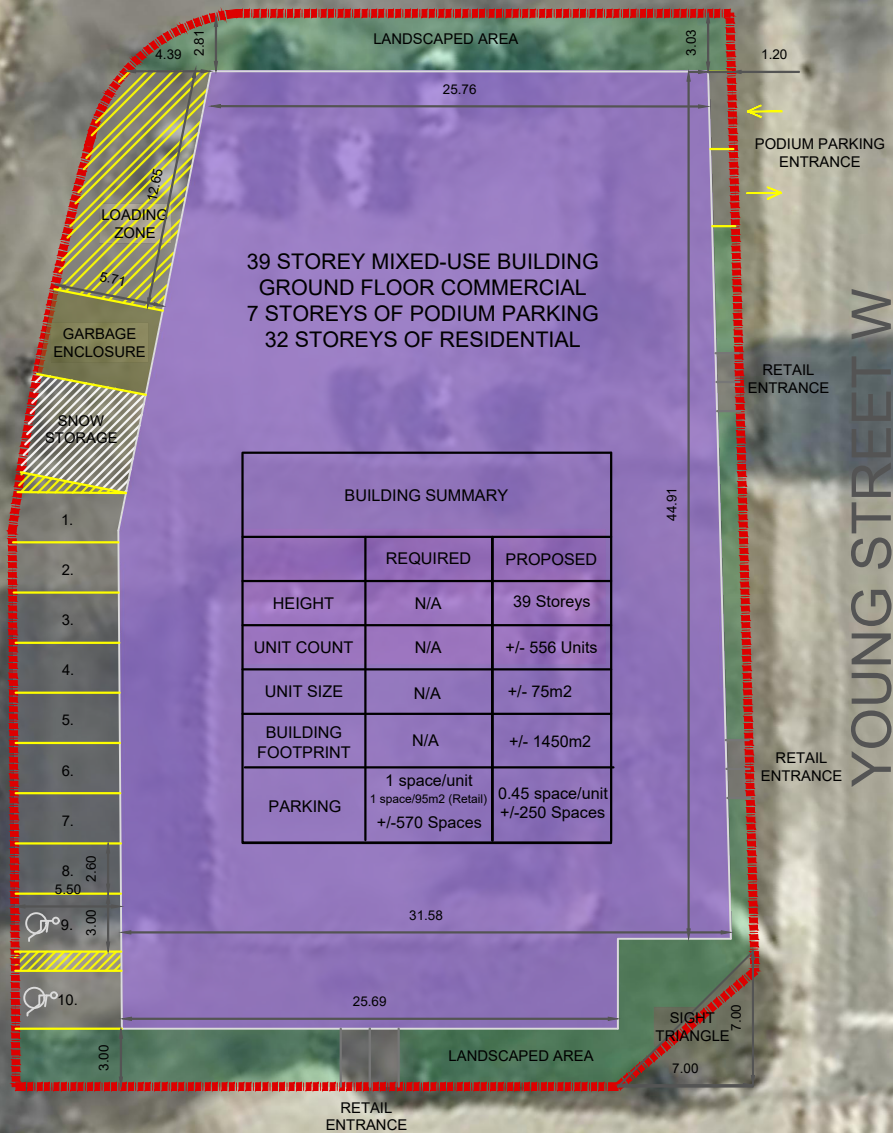 LANDSCAPED AREA
2.81
4.39
3.03
1.20
25.76
PODIUM PARKING
ENTRANCE
12.65
LOADING
ZONE
5.71
39 STOREY MIXED-USE BUILDING
GROUND FLOOR COMMERCIAL
7 STOREYS OF PODIUM PARKING
32 STOREYS OF RESIDENTIAL
GARBAGE
ENCLOSURE
RETAIL
ENTRANCE
SNOW
STORAGE
YOUNG STREET W
44.91
BUILDING SUMMARY
REQUIRED PROPOSED
HEIGHT N/A 39 Storeys
UNIT COUNT N/A +/- 556 Units
UNIT SIZE N/A +/- 75m2
BUILDING
FOOTPRINT
N/A +/- 1450m2
PARKING
1 space/unit
1 space/95m2 (Retail)
+/-570 Spaces
0.45 space/unit
+/-250 Spaces
1.
2.
3.
4.
5.
6.
7.
8.
2.60
5.50
9.
3.00
10.
RETAIL
ENTRANCE
31.58
25.69
SIGHT
TRIANGLE
7.00
7.00
3.00
LANDSCAPED AREA
RETAIL
ENTRANCE